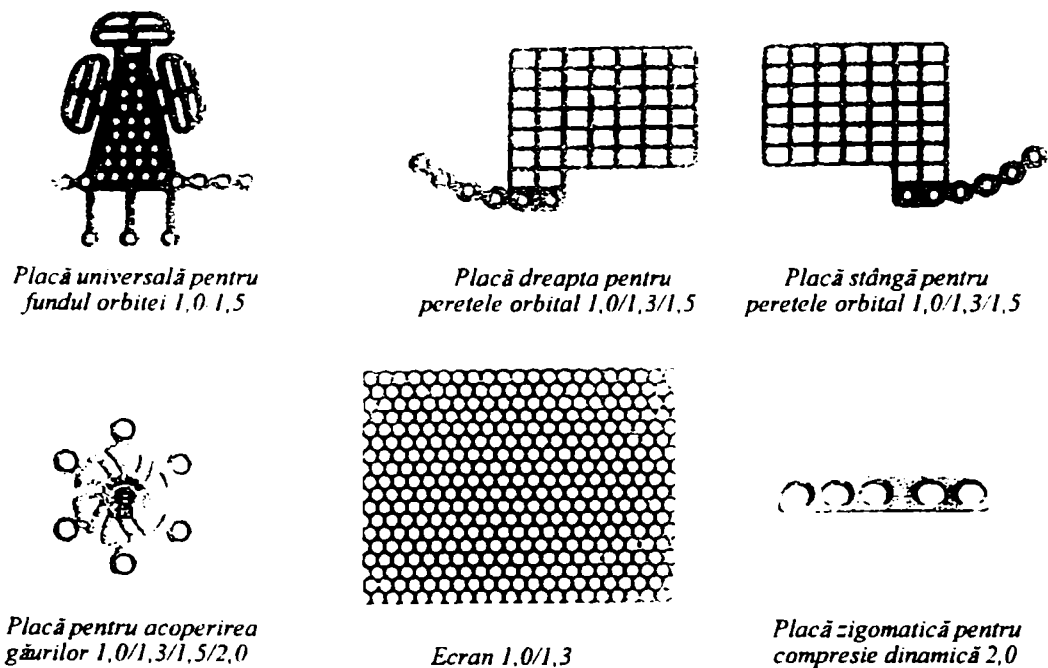 Placă universală pentru
fundul orbitei 1,0/1,5
Placă dreapta pentru
peretele orbital 1,0/1,3/1,5
Placă stângă pentru
peretele orbital 1,0/1,3/1,5
Placă pentru acoperirea
găurilor 1,0/1,3/1,5/2,0
Ecran 1,0/1,3
Placă zigomatică pentru
compresie dinamică 2,0